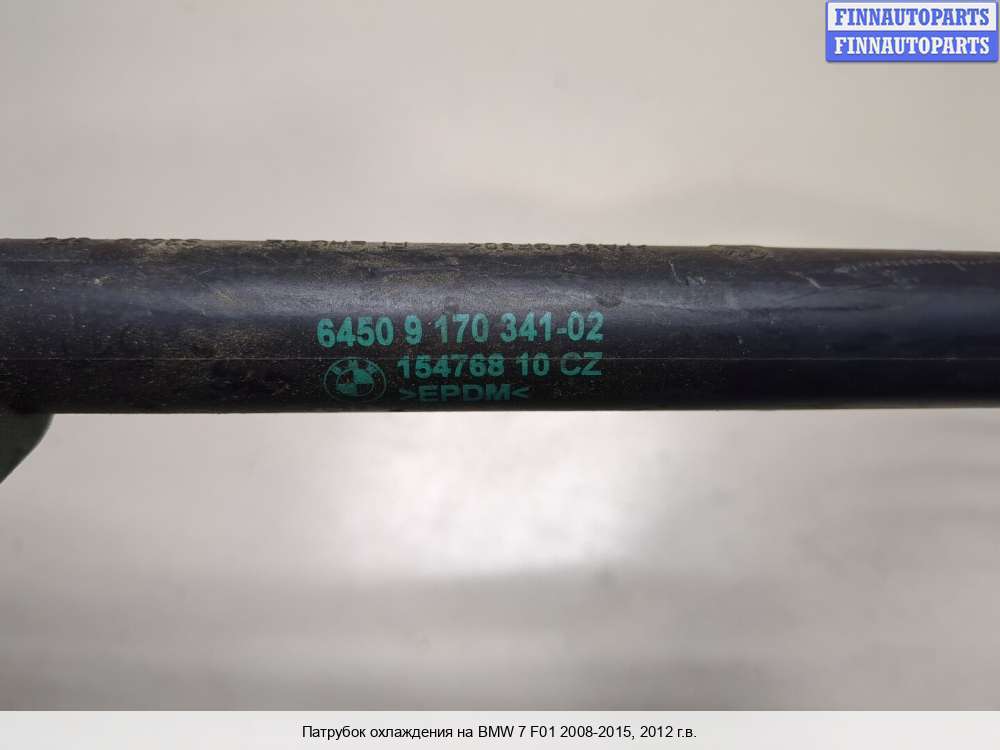 FINNAUTOPARTS
FINNAUTOPARTS
6450 9 170 341-02
154768 10 CZ
>EPDM<
Патрубок охлаждения на BMW 7 F01 2008-2015, 2012 г.в.